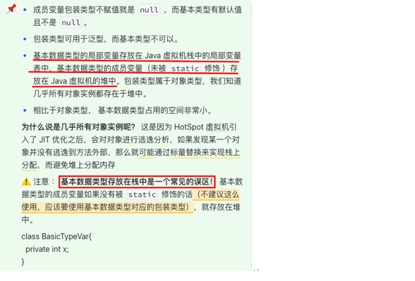 成员变量包装类型不赋值就是 null ，而基本类型有默认值
且不是 null 。
包装类型可用于泛型，而基本类型不可以。
基本数据类型的局部变量存放在 Java 虚拟机栈中的局部变量
表中，基本数据类型的成员变量（未被 static 修饰 ）存
放在 Java 虚拟机的堆中。包装类型属于对象类型，我们知道
几乎所有对象实例都存在于堆中。
相比于对象类型， 基本数据类型占用的空间非常小。
为什么说是几乎所有对象实例呢？ 这是因为 HotSpot 虚拟机引
入了 JIT 优化之后，会对对象进行逃逸分析，如果发现某一个对
象并没有逃逸到方法外部，那么就可能通过标量替换来实现栈上
分配，而避免堆上分配内存
⚠️ 注意 ： 基本数据类型存放在栈中是一个常见的误区！ 基本数
据类型的成员变量如果没有被 static 修饰的话（不建议这么
使用，应该要使用基本数据类型对应的包装类型），就存放在堆
中。
class BasicTypeVar{
private int x;
}